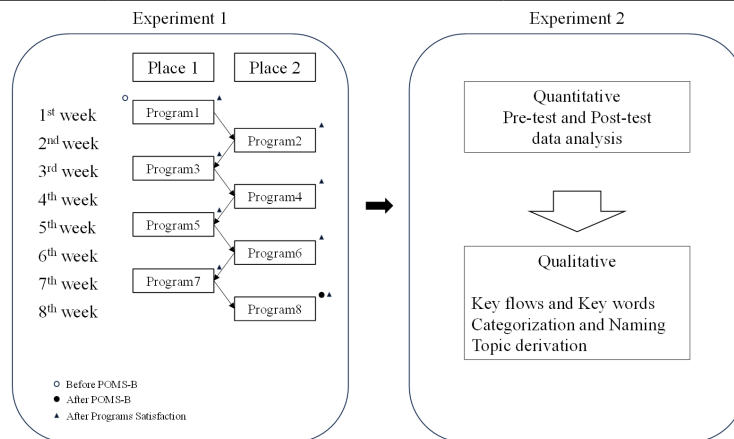 Experiment 1
Experiment 2
Place 1
Place 2
1st week
Program1
2nd week
Program2
3rd week
Program3
4th week
Program4
5th week
Program5
6th week
Program6
7th week
Program7
8th week
Program8
Before POMS-B
After POMS-B
After Programs Satisfaction
Quantitative
Pre-test and Post-test
data analysis
Qualitative
Key flows and Key words
Categorization and Naming
Topic derivation